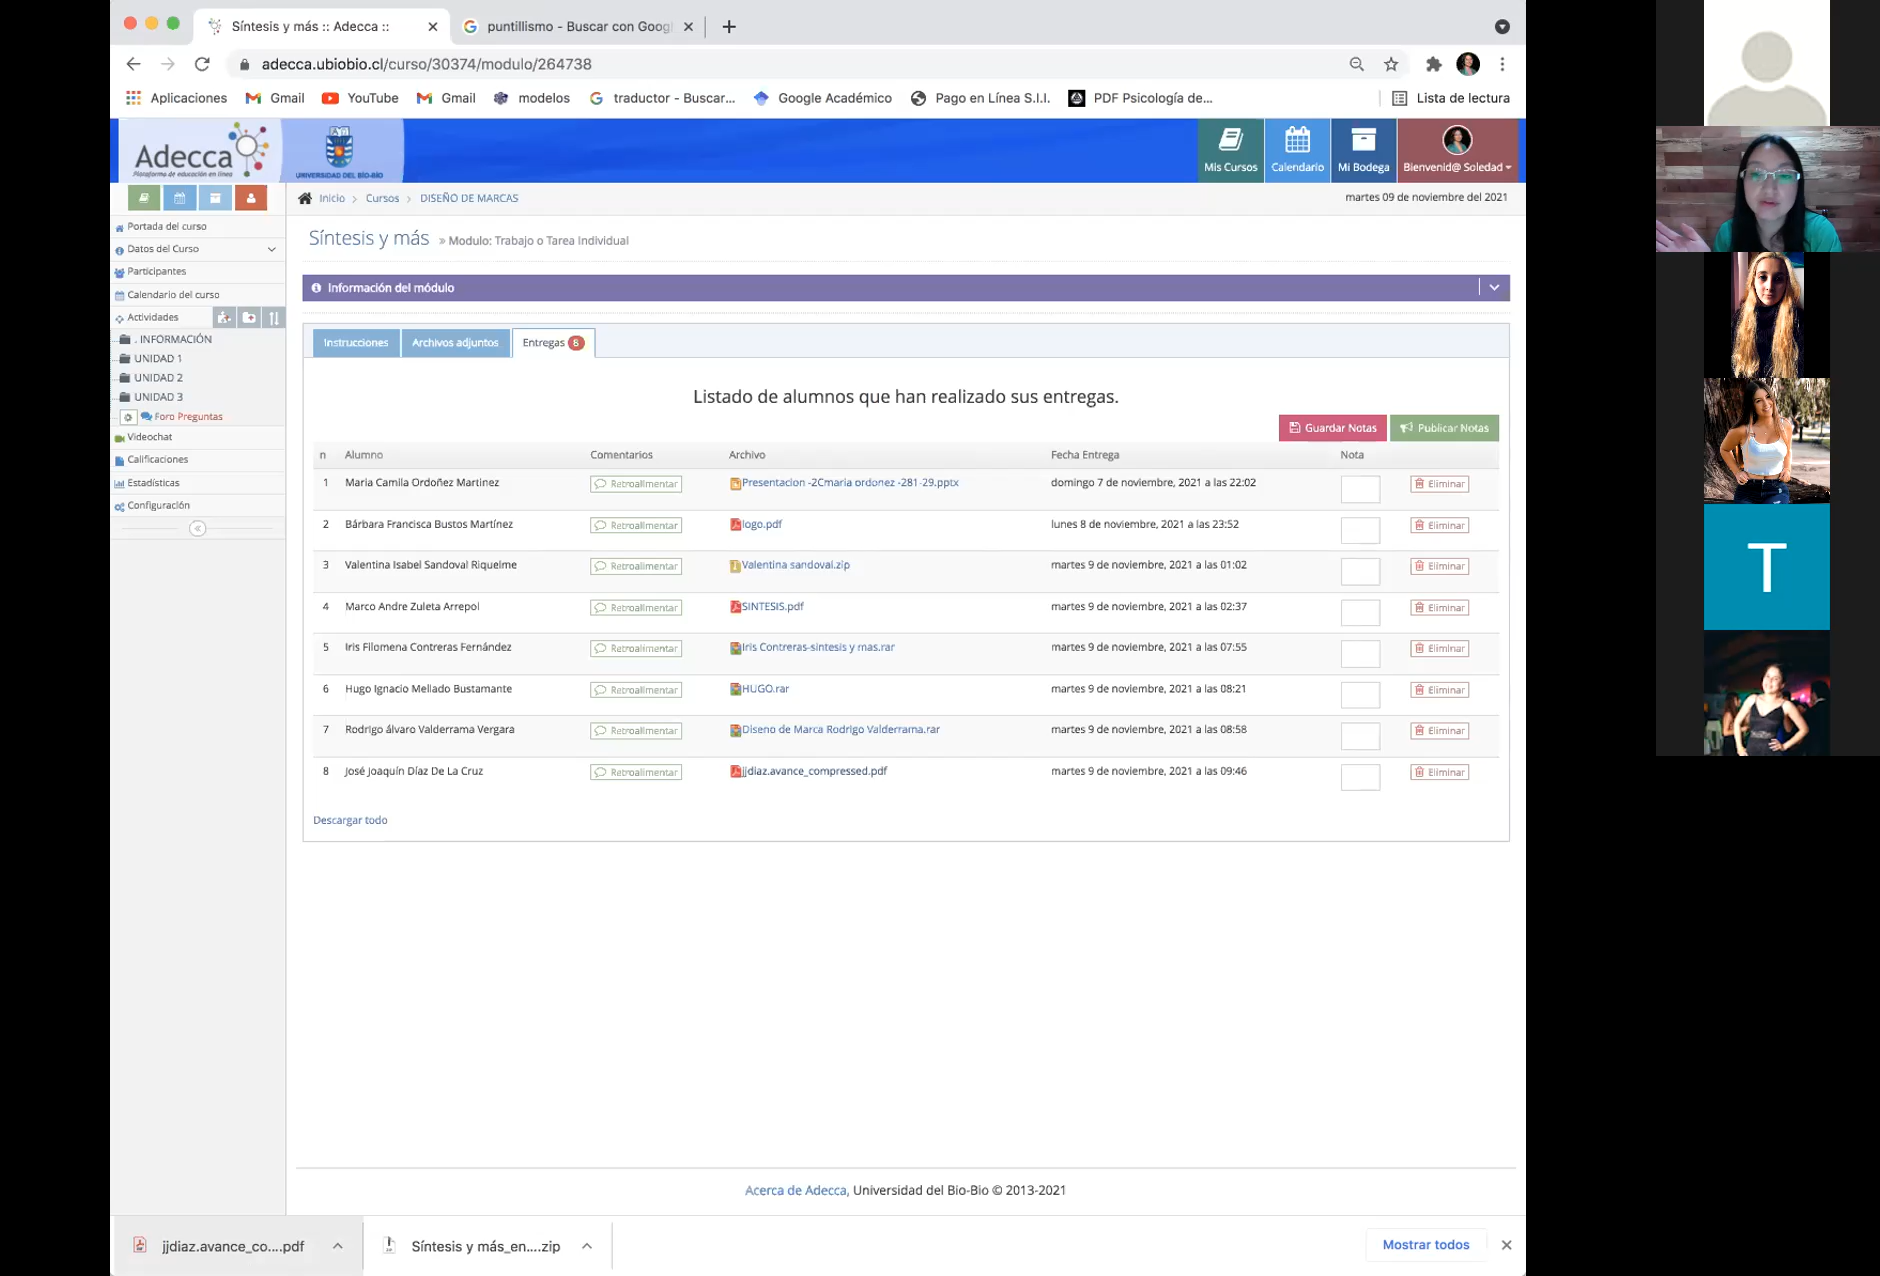 Síntesis y más :: Adecca ::
puntillismo - Buscar con Goog
adecca.ubiobio.cl/curso/30374/modulo/264738
Aplicaciones
Gmail
YouTube
Gmail
modelos
traductor - Buscar...
Google Académico
Pago en Línea S.I.I.
PDF Psicología de...
Lista de lectura
Adecca
Plataforma de educación en línea
UNIVERSIDAD DEL BÍO-BÍO
Mis Cursos
Calendario
Mi Bodega
Bienvenid@ Soledad
Inicio > Cursos > DISEÑO DE MARCAS
martes 09 de noviembre del 2021
Portada del curso
Datos del Curso
Participantes
Calendario del curso
Actividades
. INFORMACIÓN
UNIDAD 1
UNIDAD 2
UNIDAD 3
Foro Preguntas
Videochat
Calificaciones
Estadísticas
Configuración
Síntesis y más » Modulo: Trabajo o Tarea Individual
Información del módulo
Instrucciones
Archivos adjuntos
Entregas
Listado de alumnos que han realizado sus entregas.
Guardar Notas
Publicar Notas
n Alumno Comentarios Archivo Fecha Entrega Nota
1 Maria Camila Ordoñez Martinez Retroalimentar Presentacion -2Cmaria ordonez -281-29.pptx domingo 7 de noviembre, 2021 a las 22:02 Eliminar
2 Bárbara Francisca Bustos Martínez Retroalimentar logo.pdf lunes 8 de noviembre, 2021 a las 23:52 Eliminar
3 Valentina Isabel Sandoval Riquelme Retroalimentar Valentina sandoval.zip martes 9 de noviembre, 2021 a las 01:02 Eliminar
4 Marco Andre Zuleta Arrepol Retroalimentar SINTESIS.pdf martes 9 de noviembre, 2021 a las 02:37 Eliminar
5 Iris Filomena Contreras Fernández Retroalimentar Iris Contreras-sintesis y mas.rar martes 9 de noviembre, 2021 a las 07:55 Eliminar
6 Hugo Ignacio Mellado Bustamante Retroalimentar HUGO.rar martes 9 de noviembre, 2021 a las 08:21 Eliminar
7 Rodrigo álvaro Valderrama Vergara Retroalimentar Diseno de Marca Rodrigo Valderrama.rar martes 9 de noviembre, 2021 a las 08:58 Eliminar
8 José Joaquín Díaz De La Cruz Retroalimentar jjdiaz.avance_compressed.pdf martes 9 de noviembre, 2021 a las 09:46 Eliminar
Descargar todo
Acerca de Adecca, Universidad del Bio-Bio © 2013-2021
jjdiaz.avance_co....pdf
Síntesis y más_en....zip
Mostrar todos
T